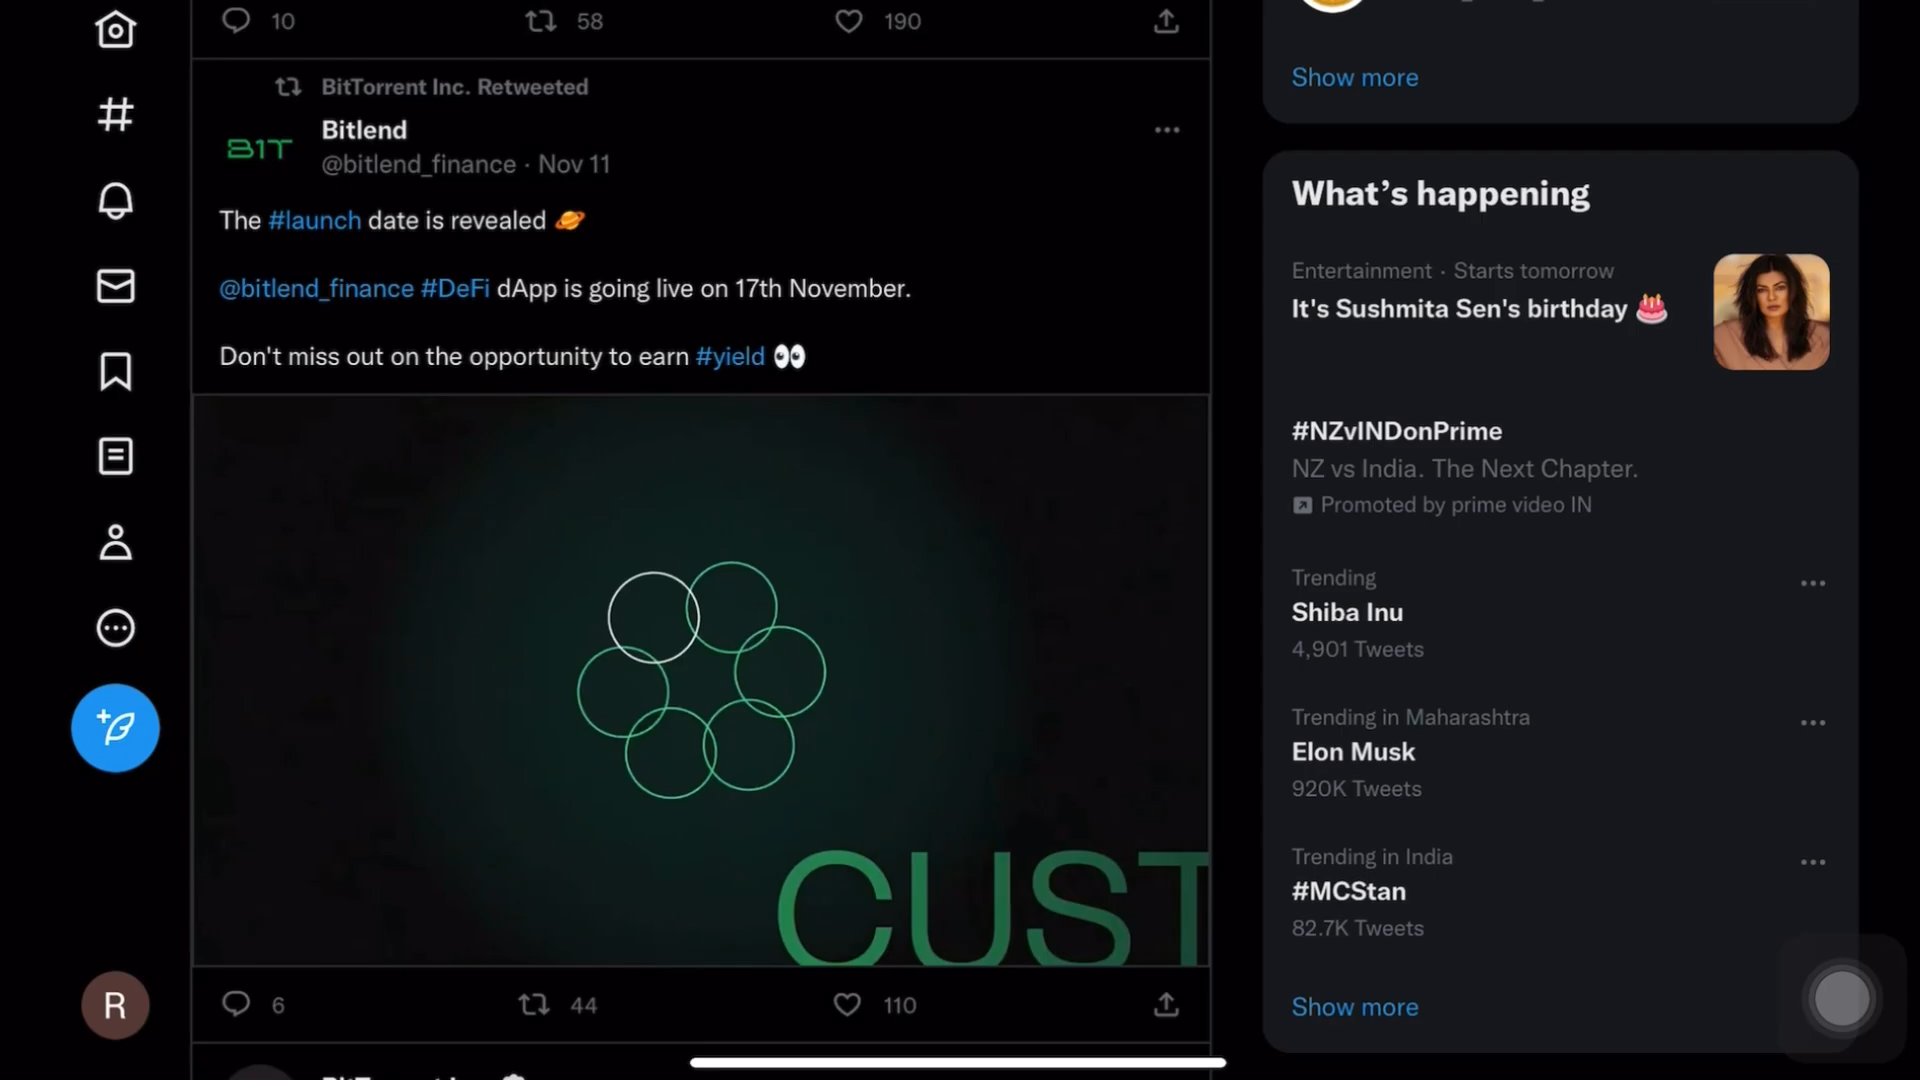 10 58 190
BitTorrent Inc. Retweeted
B1T
Bitlend
@bitlend_finance · Nov 11
The #launch date is revealed 🪐
@bitlend_finance #DeFi dApp is going live on 17th November.
Don't miss out on the opportunity to earn #yield 👀
CUST
6 44 110
R
Show more
What's happening
Entertainment · Starts tomorrow
It's Sushmita Sen's birthday 🎂
#NZvINDonPrime
NZ vs India. The Next Chapter.
Promoted by prime video IN
Trending
Shiba Inu
4,901 Tweets
Trending in Maharashtra
Elon Musk
920K Tweets
Trending in India
#MCStan
82.7K Tweets
Show more